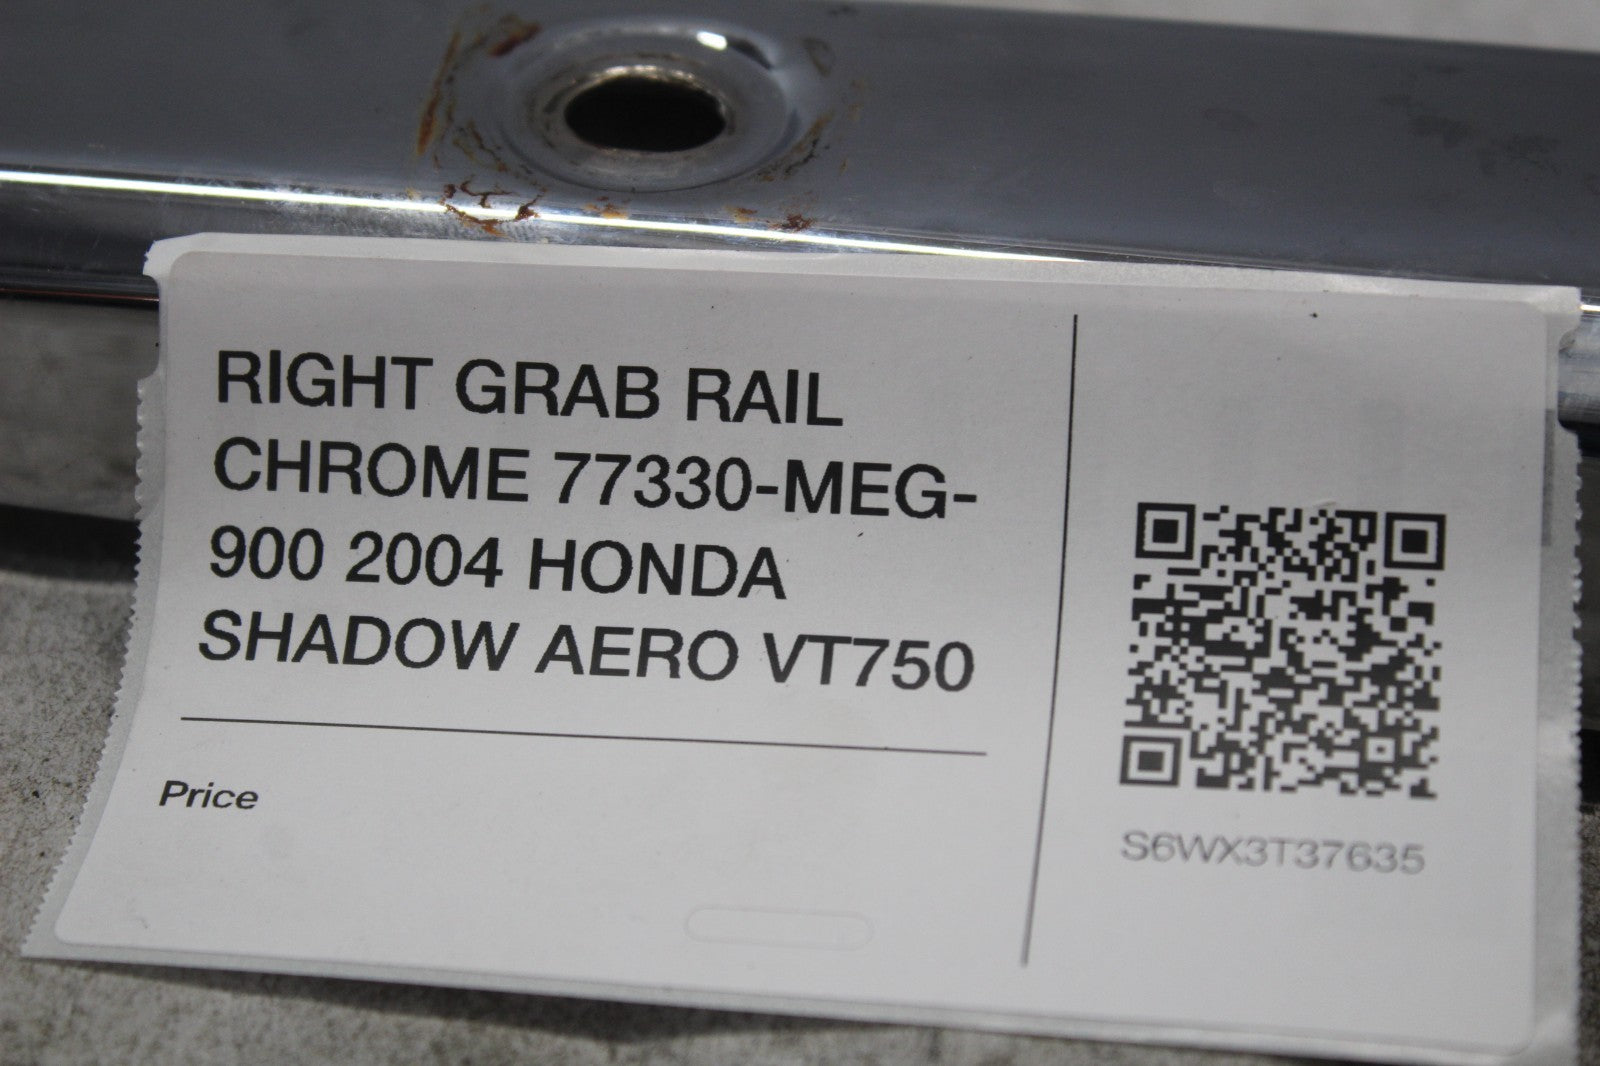 RIGHT GRAB RAIL
CHROME 77330-MEG-
900 2004 HONDA
SHADOW AERO VT750
Price
S6WX3T37635